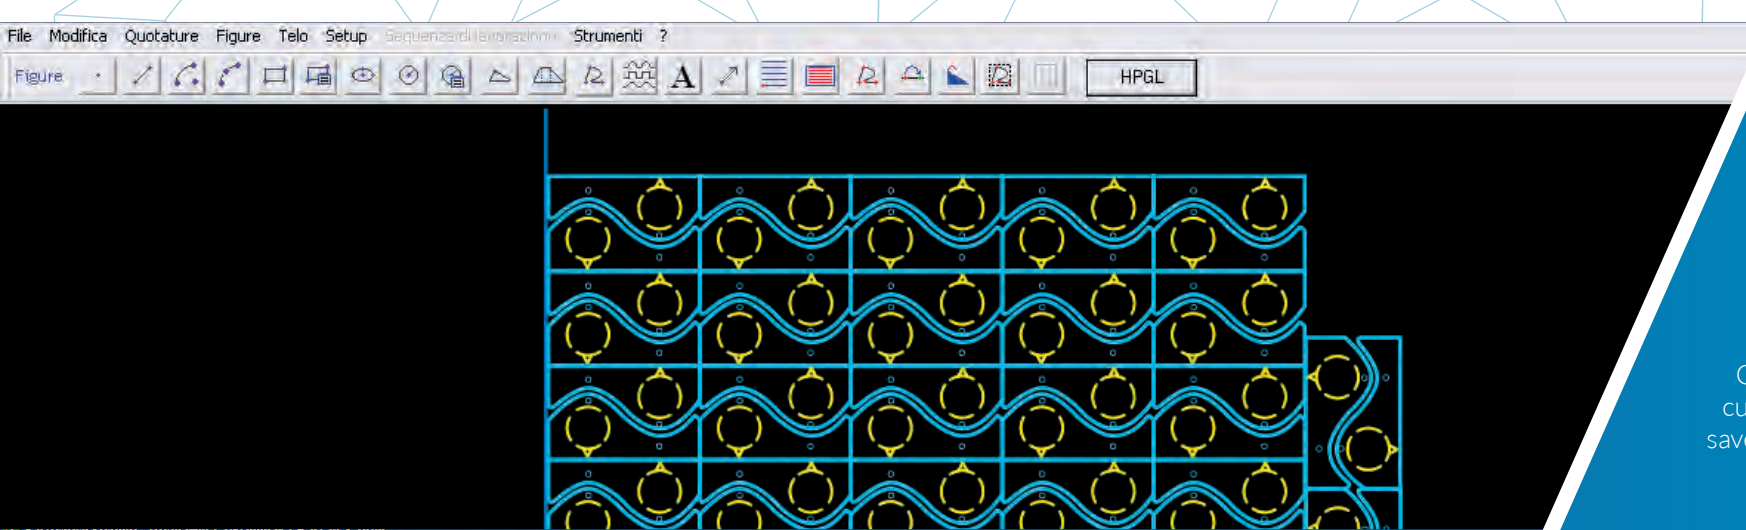 File Modifica Quotature Figure Telo Setup Sequenza di lavorazione Strumenti ?
Figure A HPGL